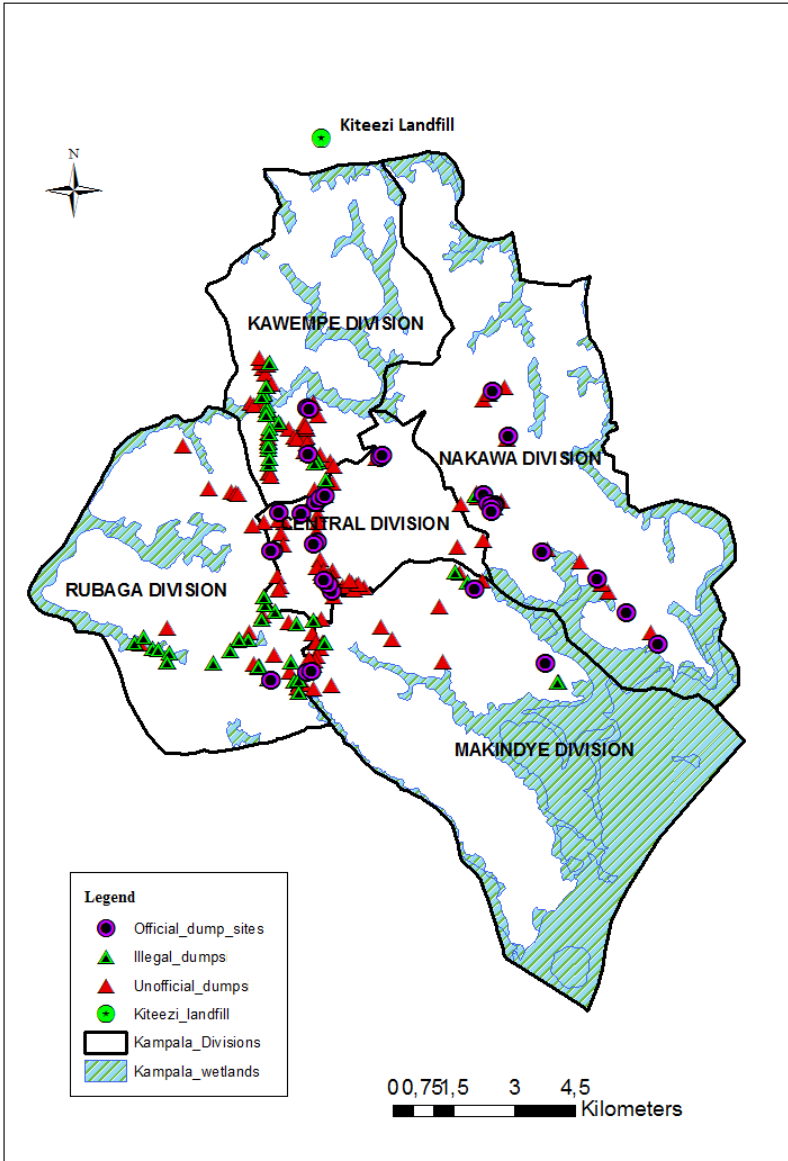 Kiteezi Landfill
N
KAWEMPE DIVISION
NAKAWA DIVISION
CENTRAL DIVISION
RUBAGA DIVISION
MAKINDYE DIVISION
Legend
Official_dump_sites
Illegal_dumps
Unofficial_dumps
Kiteezi_landfill
Kampala_Divisions
Kampala_wetlands
0 0,75 1,5 3 4,5
Kilometers